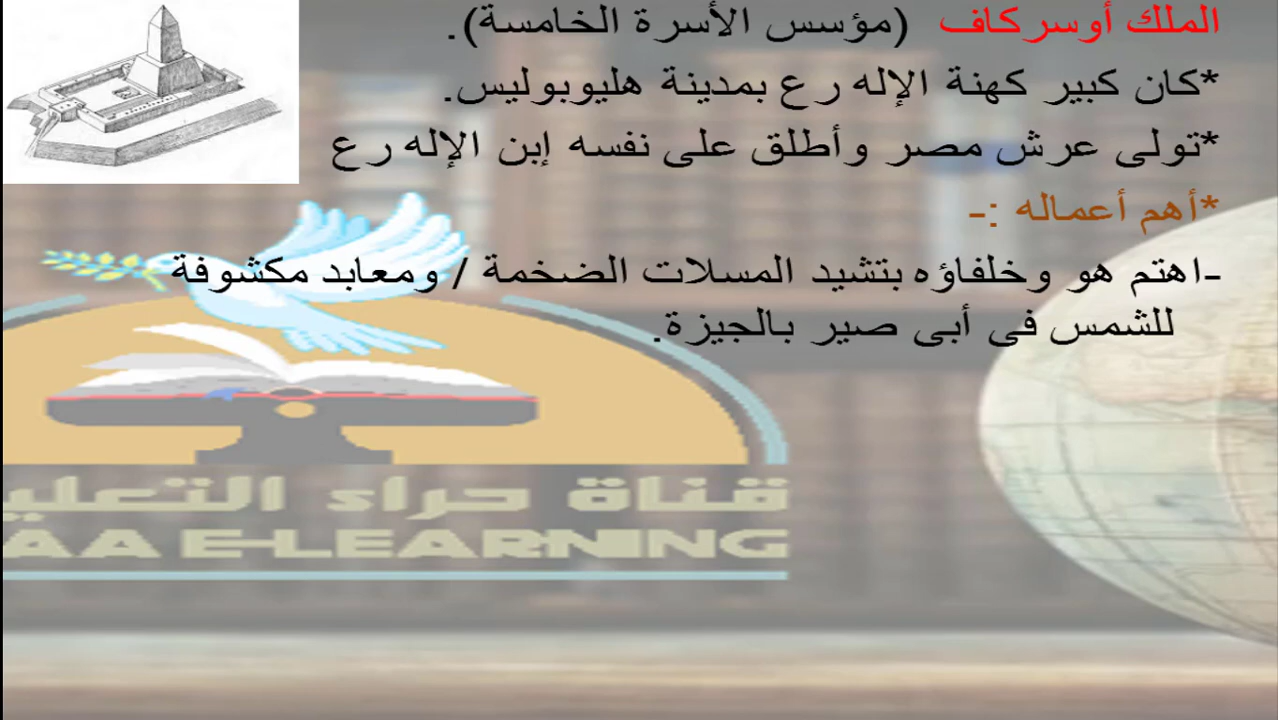 الملك أوسركاف (مؤسس الأسرة الخامسة).
*كان كبير كهنة الإله رع بمدينة هليوبوليس.
*تولى عرش مصر وأطلق على نفسه إبن الإله رع
*أهم أعماله :-
-اهتم هو وخلفاؤه بتشيد المسلات الضخمة / ومعابد مكشوفة
للشمس فى أبى صير بالجيزة.
قناة حراء التعليم
AA E-LEARNING